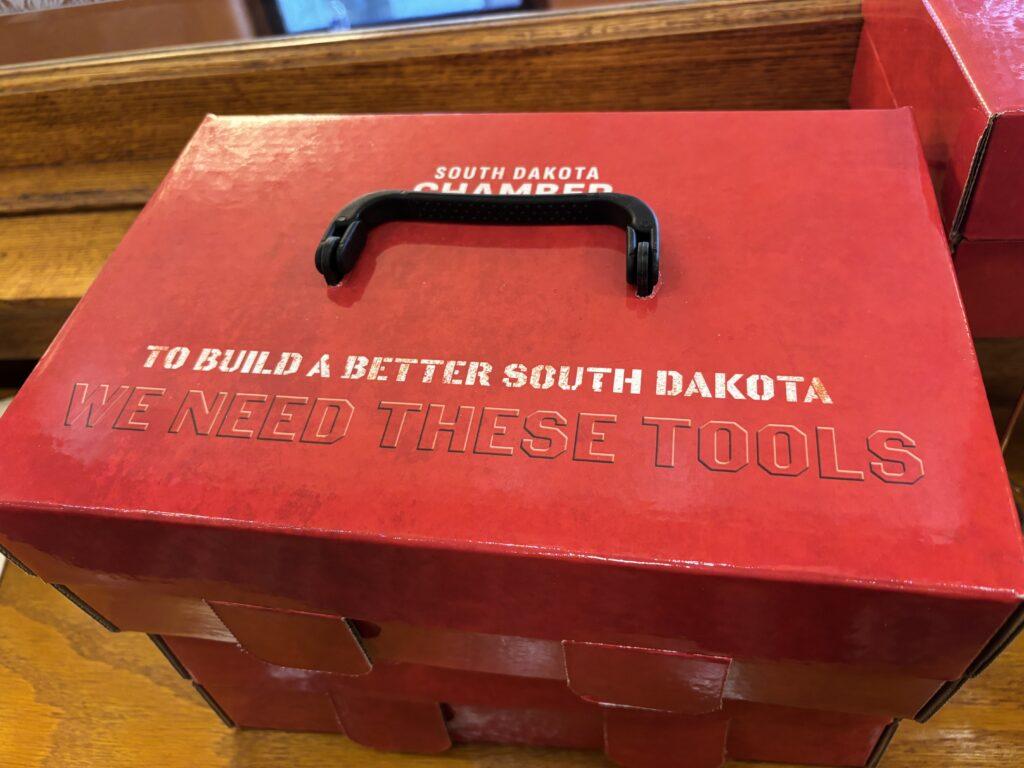 SOUTH DAKOTA
CHAMBER
TO BUILD A BETTER SOUTH DAKOTA
WE NEED THESE TOOLS